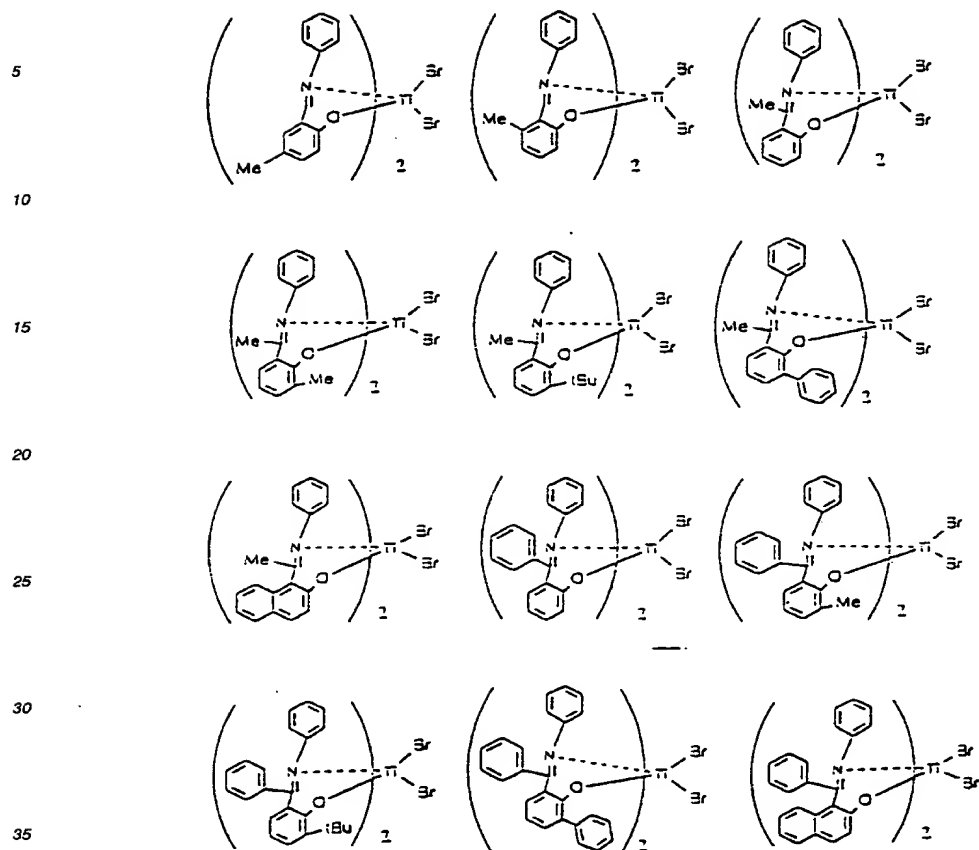 5 Br Br Br
N Ti N Ti N Ti
O Br Me O Br Me O Br
Me 2 2 2
10
Br Br Br
15 N Ti N Ti N Ti
Me O Br Me O Br Me O Br
Me 2 tBu 2 2
20
Br Br Br
N Ti N Ti N Ti
25 Me O Br O Br O Br
2 2 Me 2
30
Br Br Br
N Ti N Ti N Ti
O Br O Br O Br
35 tBu 2 2 2